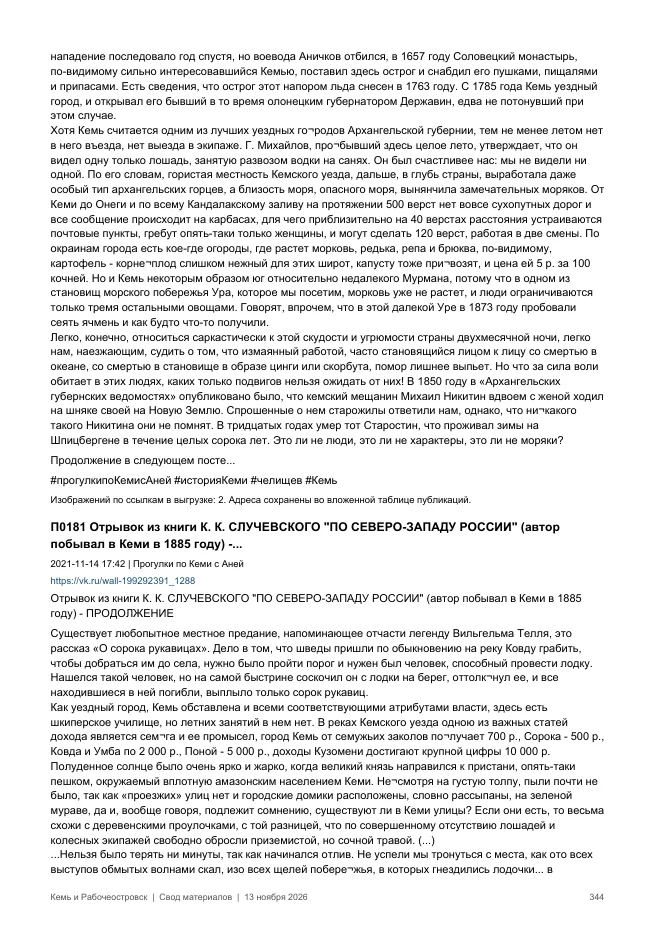 нападение последовало год спустя, но воевода Аничков отбился, в 1657 году Соловецкий монастырь,
по-видимому сильно интересовавшийся Кемью, поставил здесь острог и снабдил его пушками, пищалями
и припасами. Есть сведения, что острог этот напором льда снесен в 1763 году. С 1785 года Кемь уездный
город, и открывал его бывший в то время олонецким губернатором Державин, едва не потонувший при
этом случае.
Хотя Кемь считается одним из лучших уездных го¬родов Архангельской губернии, тем не менее летом нет
в него въезда, нет выезда в экипаже. Г. Михайлов, про¬бывший здесь целое лето, утверждает, что он
видел одну только лошадь, занятую развозом водки на санях. Он был счастливее нас: мы не видели ни
одной. По его словам, гористая местность Кемского уезда, дальше, в глубь страны, выработала даже
особый тип архангельских горцев, а близость моря, опасного моря, вынянчила замечательных моряков. От
Кеми до Онеги и по всему Кандалакскому заливу на протяжении 500 верст нет вовсе сухопутных дорог и
все сообщение происходит на карбасах, для чего приблизительно на 40 верстах расстояния устраиваются
почтовые пункты, гребут опять-таки только женщины, и могут сделать 120 верст, работая в две смены. По
окраинам города есть кое-где огороды, где растет морковь, редька, репа и брюква, по-видимому,
картофель - корне¬плод слишком нежный для этих широт, капусту тоже при¬возят, и цена ей 5 р. за 100
кочней. Но и Кемь некоторым образом юг относительно недалекого Мурмана, потому что в одном из
становищ морского побережья Ура, которое мы посетим, морковь уже не растет, и люди ограничиваются
только тремя остальными овощами. Говорят, впрочем, что в этой далекой Уре в 1873 году пробовали
сеять ячмень и как будто что-то получили.
Легко, конечно, относиться саркастически к этой скудости и угрюмости страны двухмесячной ночи, легко
нам, наезжающим, судить о том, что измаянный работой, часто становящийся лицом к лицу со смертью в
океане, со смертью в становище в образе цинги или скорбута, помор лишнее выпьет. Но что за сила воли
обитает в этих людях, каких только подвигов нельзя ожидать от них! В 1850 году в «Архангельских
губернских ведомостях» опубликовано было, что кемский мещанин Михаил Никитин вдвоем с женой ходил
на шняке своей на Новую Землю. Спрошенные о нем старожилы ответили нам, однако, что ни¬какого
такого Никитина они не помнят. В тридцатых годах умер тот Старостин, что проживал зимы на
Шпицбергене в течение целых сорока лет. Это ли не люди, это ли не характеры, это ли не моряки?
Продолжение в следующем посте...
#прогулкипоКемисАней #историяКеми #челищев #Кемь
Изображений по ссылкам в выгрузке: 2. Адреса сохранены во вложенной таблице публикаций.
П0181 Отрывок из книги К. К. СЛУЧЕВСКОГО "ПО СЕВЕРО-ЗАПАДУ РОССИИ" (автор
побывал в Кеми в 1885 году) -...
2021-11-14 17:42 | Прогулки по Кеми с Аней
https://vk.ru/wall-199292391_1288
Отрывок из книги К. К. СЛУЧЕВСКОГО "ПО СЕВЕРО-ЗАПАДУ РОССИИ" (автор побывал в Кеми в 1885
году) - ПРОДОЛЖЕНИЕ
Существует любопытное местное предание, напоминающее отчасти легенду Вильгельма Телля, это
рассказ «О сорока рукавицах». Дело в том, что шведы пришли по обыкновению на реку Ковду грабить,
чтобы добраться им до села, нужно было пройти порог и нужен был человек, способный провести лодку.
Нашелся такой человек, но на самой быстрине соскочил он с лодки на берег, оттолк¬нул ее, и все
находившиеся в ней погибли, выплыло только сорок рукавиц.
Как уездный город, Кемь обставлена и всеми соответствующими атрибутами власти, здесь есть
шкиперское училище, но летних занятий в нем нет. В реках Кемского уезда одною из важных статей
дохода является сем¬га и ее промысел, город Кемь от семужьих заколов по¬лучает 700 р., Сорока - 500 р.,
Ковда и Умба по 2 000 р., Поной - 5 000 р., доходы Кузомени достигают крупной цифры 10 000 р.
Полуденное солнце было очень ярко и жарко, когда великий князь направился к пристани, опять-таки
пешком, окружаемый вплотную амазонским населением Кеми. Не¬смотря на густую толпу, пыли почти не
было, так как «проезжих» улиц нет и городские домики расположены, словно рассыпаны, на зеленой
мураве, да и, вообще говоря, подлежит сомнению, существуют ли в Кеми улицы? Если они есть, то весьма
схожи с деревенскими проулочками, с той разницей, что по совершенному отсутствию лошадей и
колесных экипажей свободно обросли приземистой, но сочной травой. (...)
...Нельзя было терять ни минуты, так как начинался отлив. Не успели мы тронуться с места, как ото всех
выступов обмытых волнами скал, изо всех щелей побере¬жья, в которых гнездились лодочки... в
Кемь и Рабочеостровск | Свод материалов | 13 ноября 2026
344